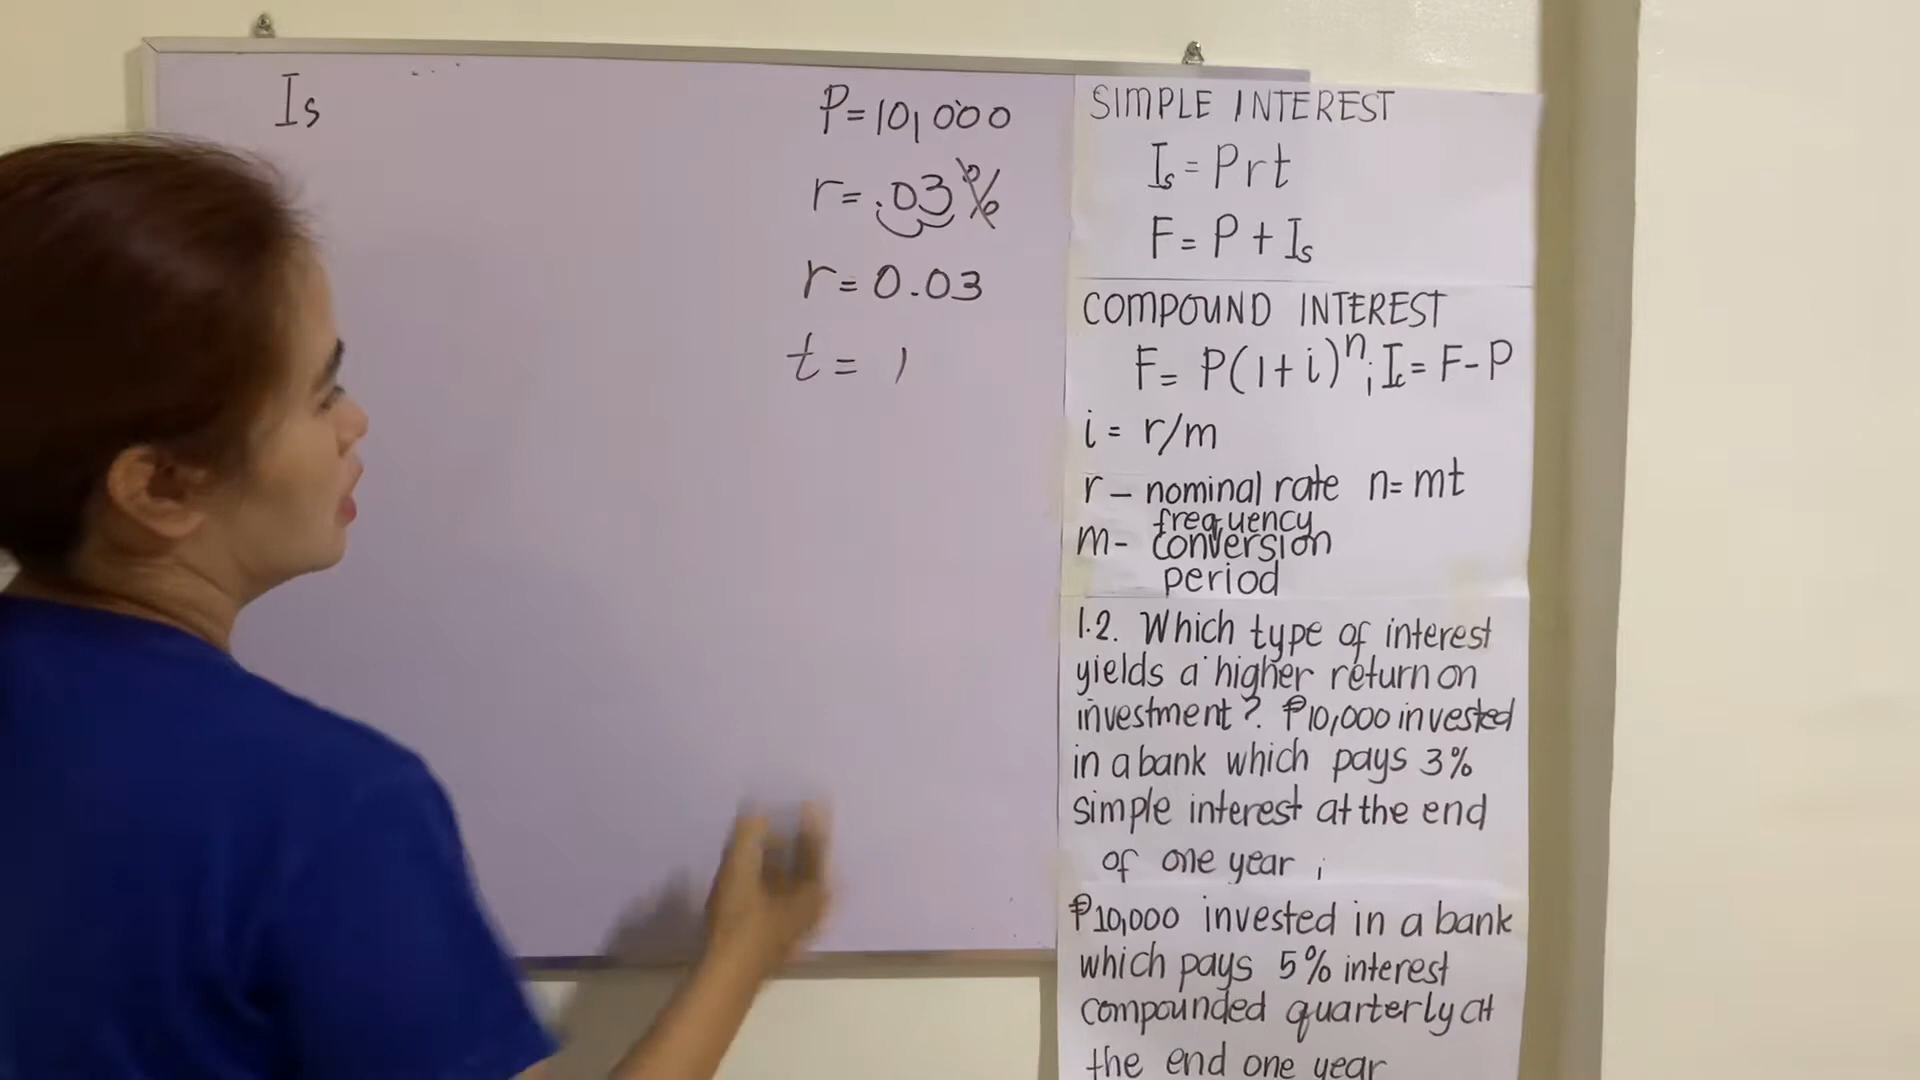 Is
P=10,000
r=.03%
r=0.03
t= 1
SIMPLE INTEREST
Is = Prt
F= P + Is
COMPOUND INTEREST
F= P(1+i)ⁿ; Ic= F-P
i = r/m
r – nominal rate n= mt
m- frequency
conversion
period
1.2. Which type of interest
yields a higher return on
investment? ₱10,000 invested
in a bank which pays 3%
simple interest at the end
of one year ;
₱10,000 invested in a bank
which pays 5% interest
compounded quarterly at
the end one year